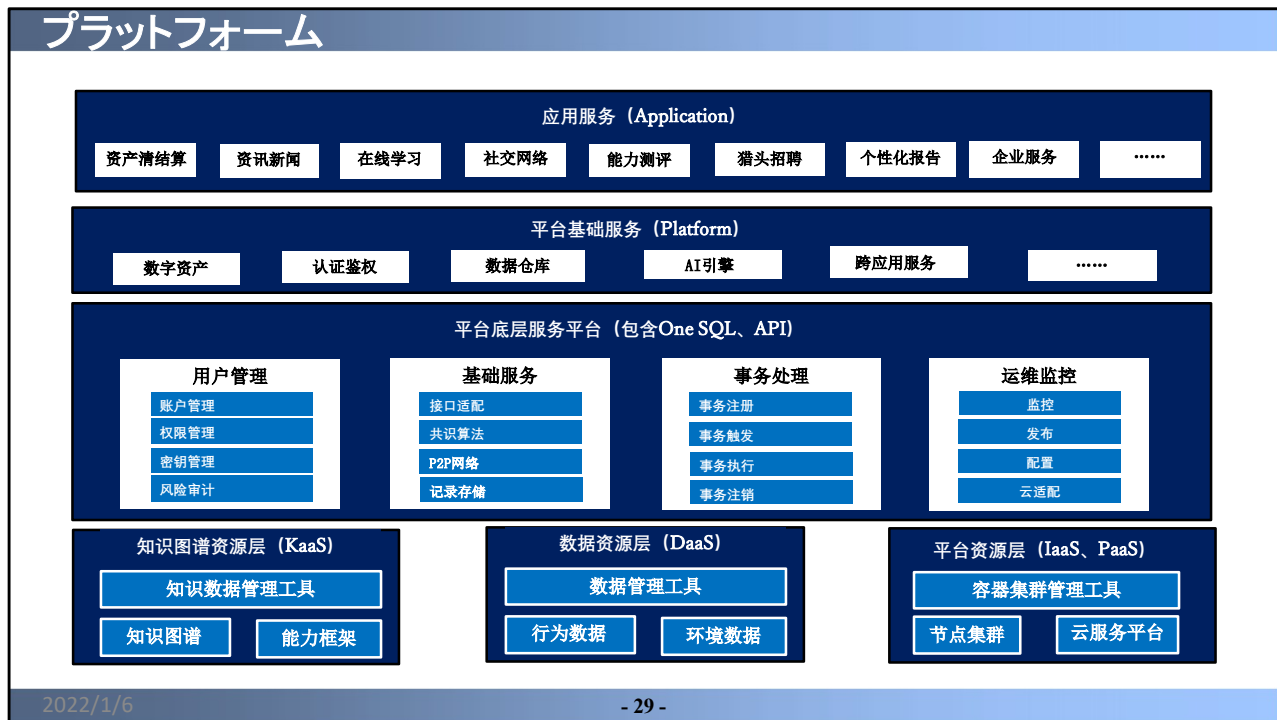 プラットフォーム
应用服务（Application）
资产清结算 资讯新闻 在线学习 社交网络 能力测评 猎头招聘 个性化报告 企业服务 ……
平台基础服务（Platform）
数字资产 认证鉴权 数据仓库 AI引擎 跨应用服务 ……
平台底层服务平台（包含One SQL、API）
用户管理 基础服务 事务处理 运维监控
账户管理 接口适配 事务注册 监控
权限管理 共识算法 事务触发 发布
密钥管理 P2P网络 事务执行 配置
风险审计 记录存储 事务注销 云适配
知识图谱资源层（KaaS） 数据资源层（DaaS） 平台资源层（IaaS、PaaS）
知识数据管理工具 数据管理工具 容器集群管理工具
知识图谱 能力框架 行为数据 环境数据 节点集群 云服务平台
2022/1/6 - 29 -